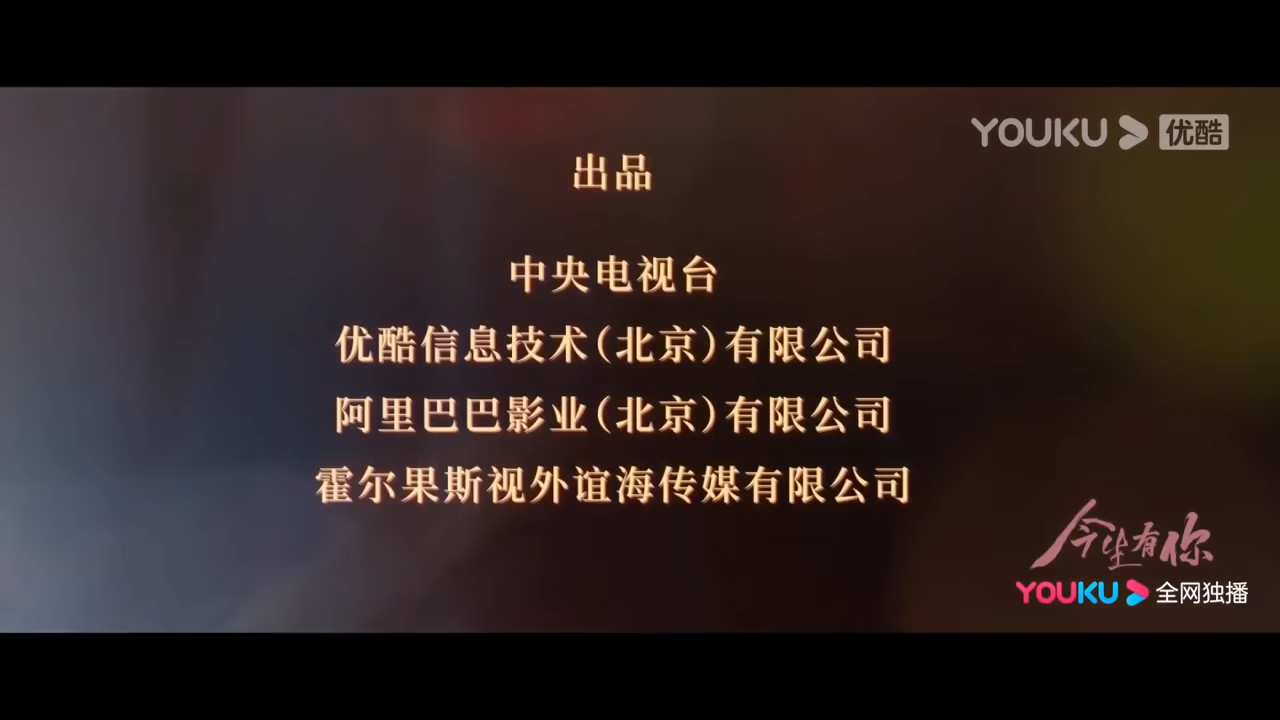 YOUKU 优酷
出品
中央电视台
优酷信息技术(北京)有限公司
阿里巴巴影业(北京)有限公司
霍尔果斯视外谊海传媒有限公司
今生有你
YOUKU 全网独播